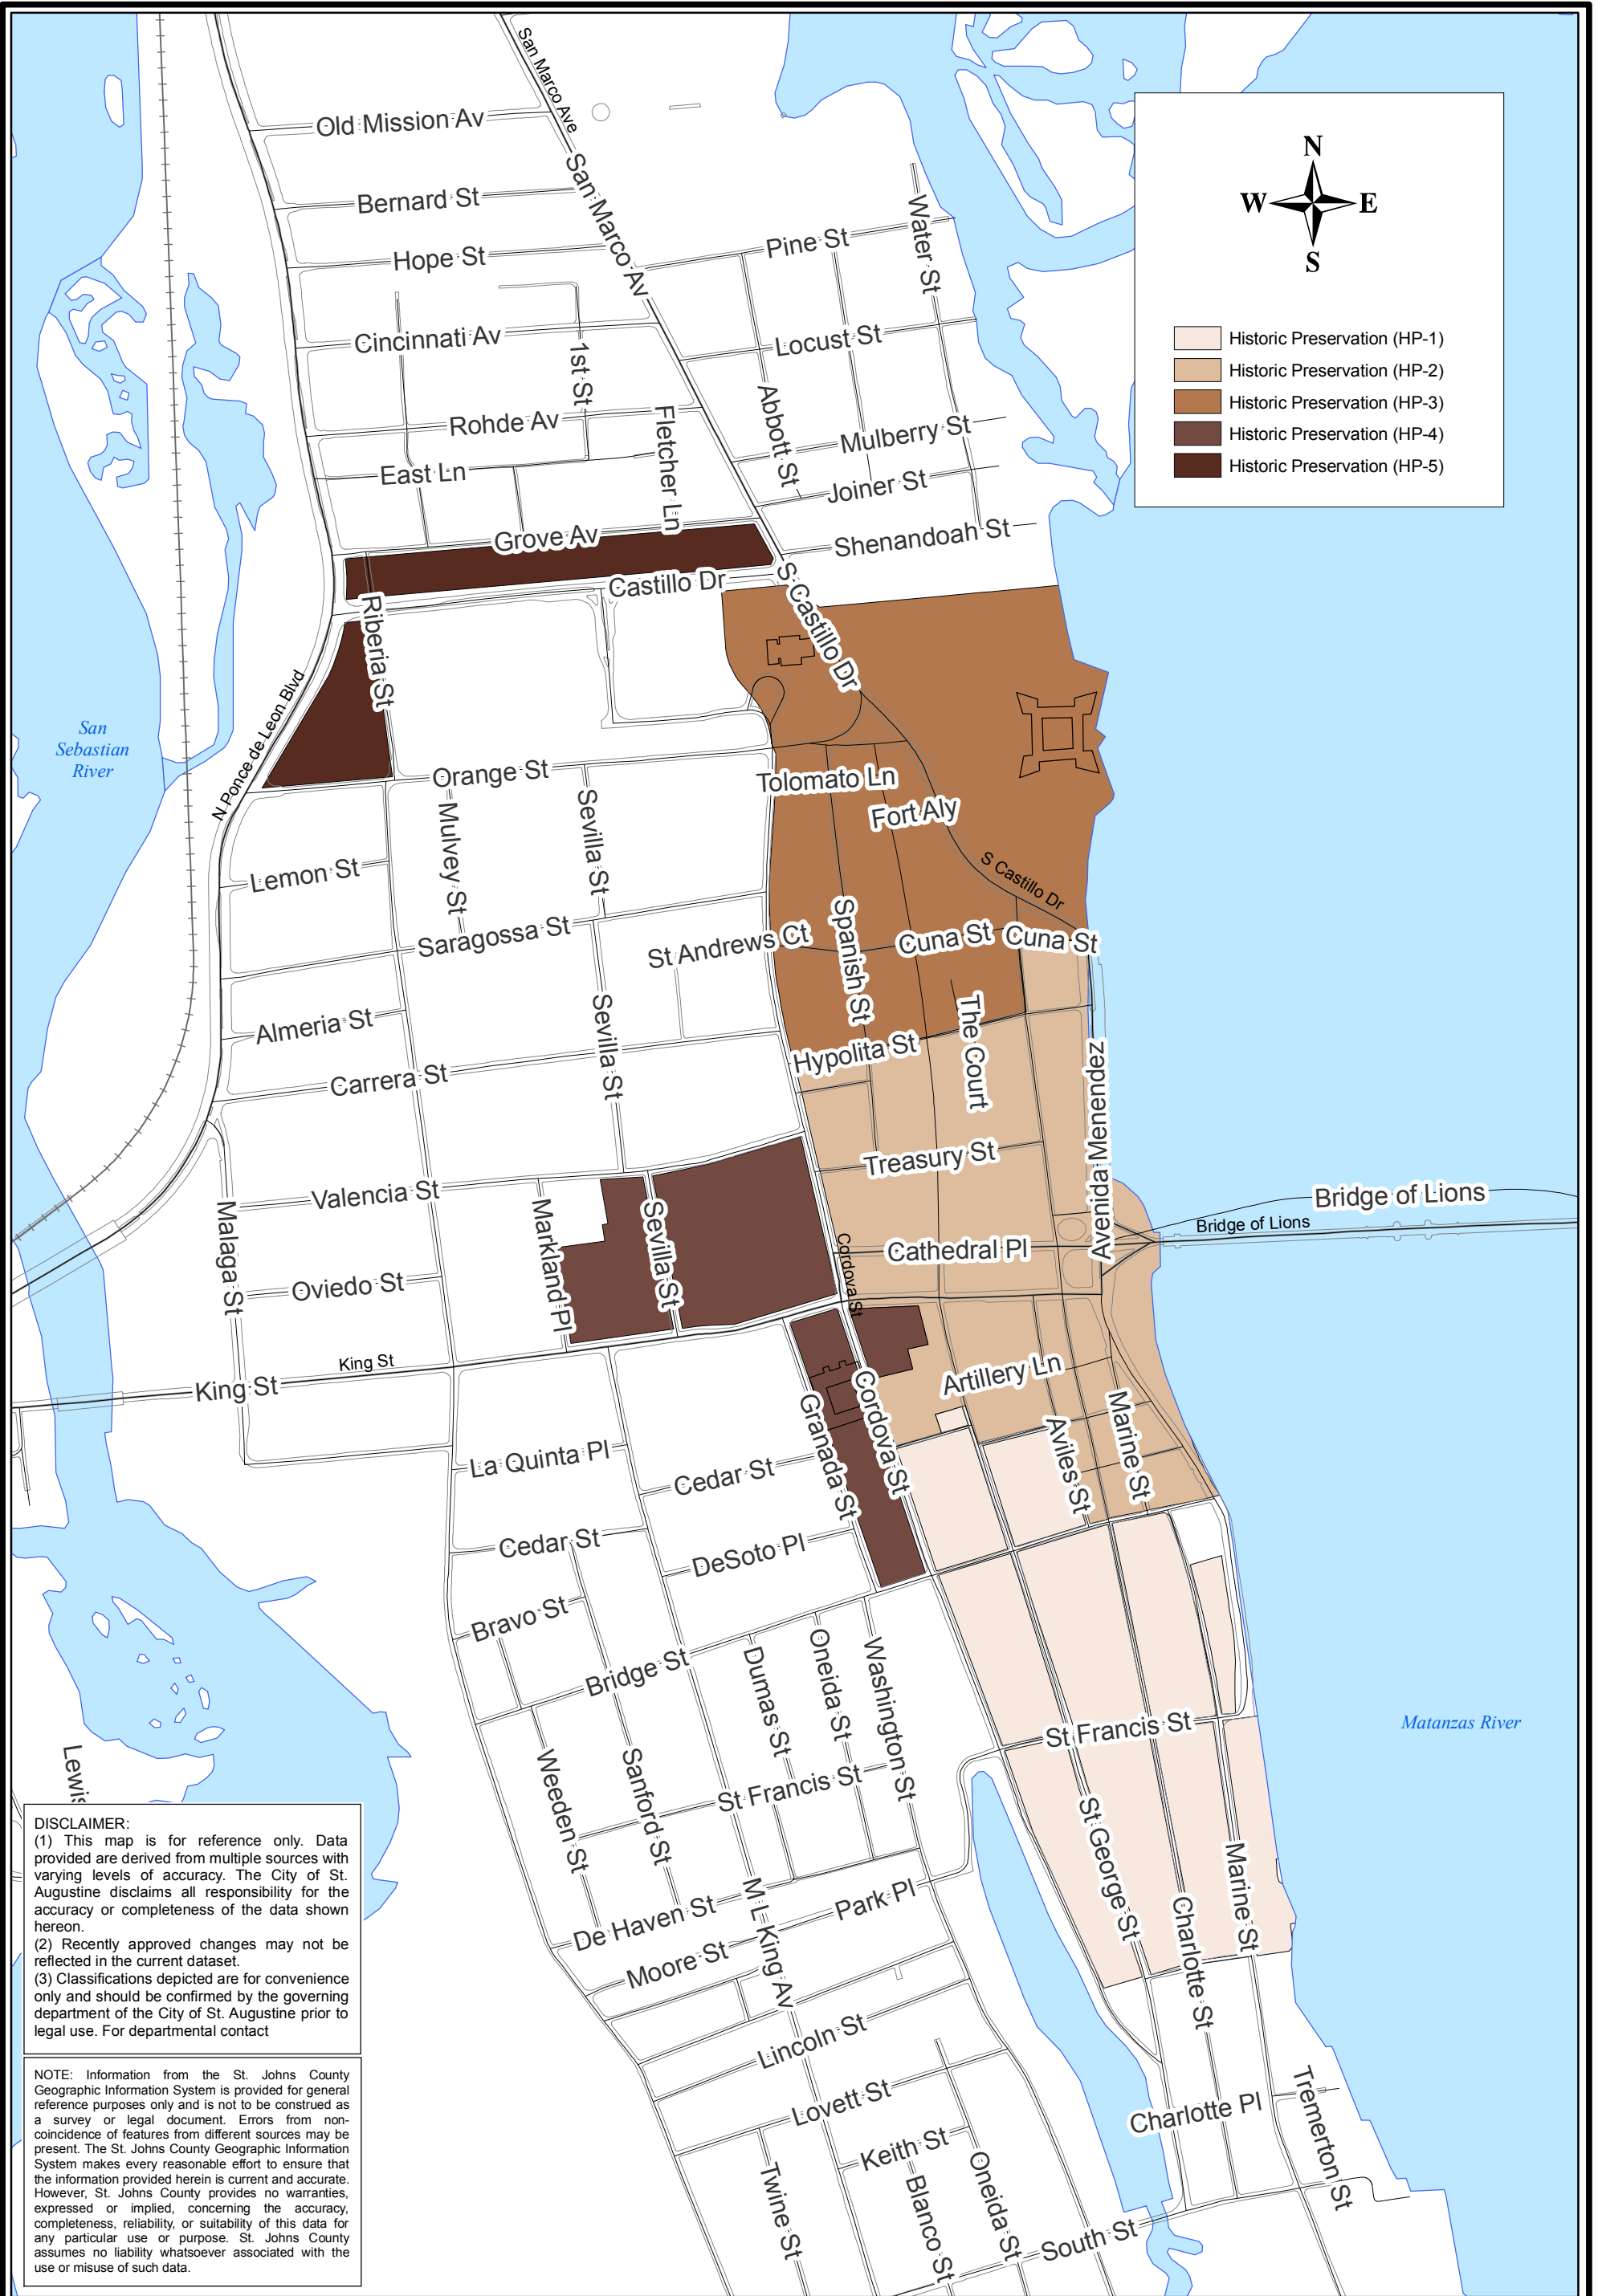 San Marco Ave
Old Mission Av
San Marco Av
Bernard St
Water St
Pine St
Hope St
Cincinnati Av
Locust St
1st St
Abbott St
Rohde Av
Fletcher Ln
Mulberry St
East Ln
Joiner St
Grove Av
Shenandoah St
Castillo Dr
S Castillo Dr
Riberia St
N
W
E
S
Historic Preservation (HP-1)
Historic Preservation (HP-2)
Historic Preservation (HP-3)
Historic Preservation (HP-4)
Historic Preservation (HP-5)
San
Sebastian
River
N Ponce de Leon Blvd
Orange St
Tolomato Ln
Mulvey St
Sevilla St
Fort Aly
Lemon St
S Castillo Dr
Saragossa St
St Andrews Ct
Spanish St
Cuna St
Cuna St
Almeria St
Sevilla St
The Court
Hypolita St
Carrera St
Avenida Menendez
Treasury St
Valencia St
Bridge of Lions
Bridge of Lions
Malaga St
Markland Pl
Sevilla St
Cordova St
Cathedral Pl
Oviedo St
King St
King St
Artillery Ln
Granada St
Cordova St
Marine St
Aviles St
La Quinta Pl
Cedar St
Cedar St
DeSoto Pl
Bravo St
Bridge St
Dumas St
Oneida St
Washington St
St Francis St
Matanzas River
Lewis
Weeden St
Sanford St
St Francis St
St George St
Charlotte St
Marine St
De Haven St
M L King Av
Park Pl
Moore St
Lincoln St
Lovett St
Charlotte Pl
Tremerton St
Keith St
Twine St
Blanco St
Oneida St
South St
DISCLAIMER:
(1) This map is for reference only. Data
provided are derived from multiple sources with
varying levels of accuracy. The City of St.
Augustine disclaims all responsibility for the
accuracy or completeness of the data shown
hereon.
(2) Recently approved changes may not be
reflected in the current dataset.
(3) Classifications depicted are for convenience
only and should be confirmed by the governing
department of the City of St. Augustine prior to
legal use. For departmental contact
NOTE: Information from the St. Johns County
Geographic Information System is provided for general
reference purposes only and is not to be construed as
a survey or legal document. Errors from non-
coincidence of features from different sources may be
present. The St. Johns County Geographic Information
System makes every reasonable effort to ensure that
the information provided herein is current and accurate.
However, St. Johns County provides no warranties,
expressed or implied, concerning the accuracy,
completeness, reliability, or suitability of this data for
any particular use or purpose. St. Johns County
assumes no liability whatsoever associated with the
use or misuse of such data.